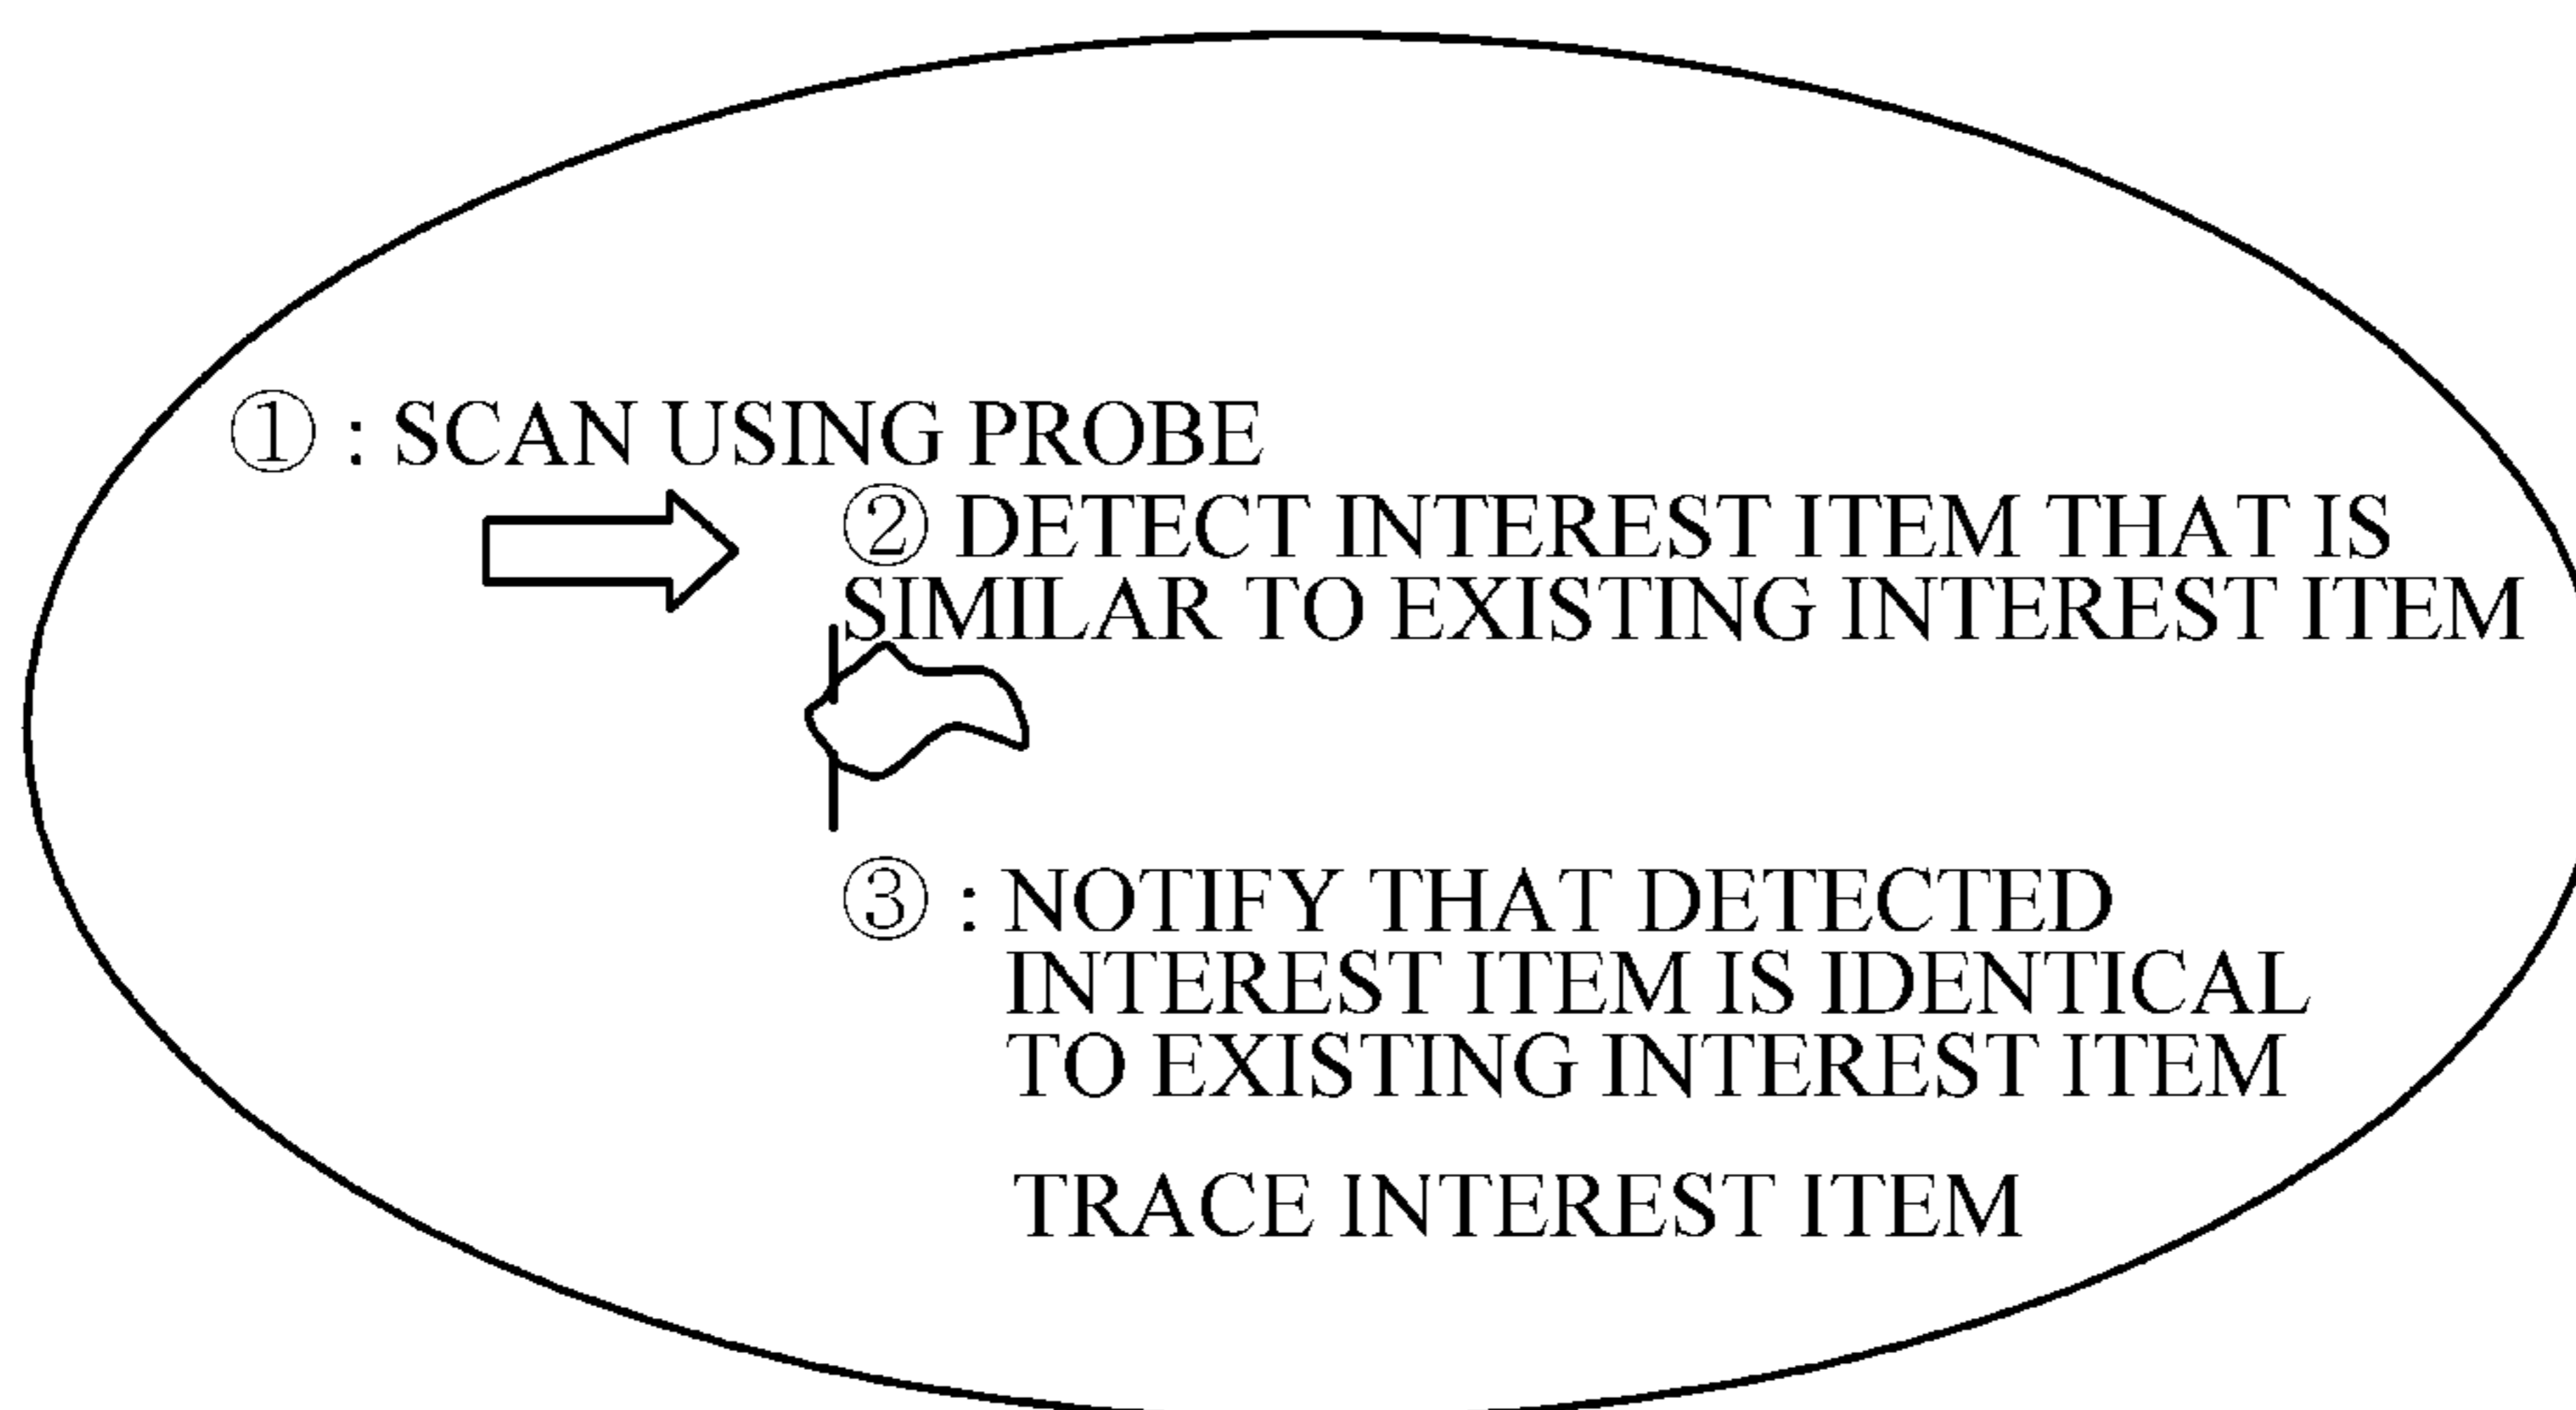 ① : SCAN USING PROBE
② DETECT INTEREST ITEM THAT IS
SIMILAR TO EXISTING INTEREST ITEM
③ : NOTIFY THAT DETECTED
INTEREST ITEM IS IDENTICAL
TO EXISTING INTEREST ITEM
TRACE INTEREST ITEM